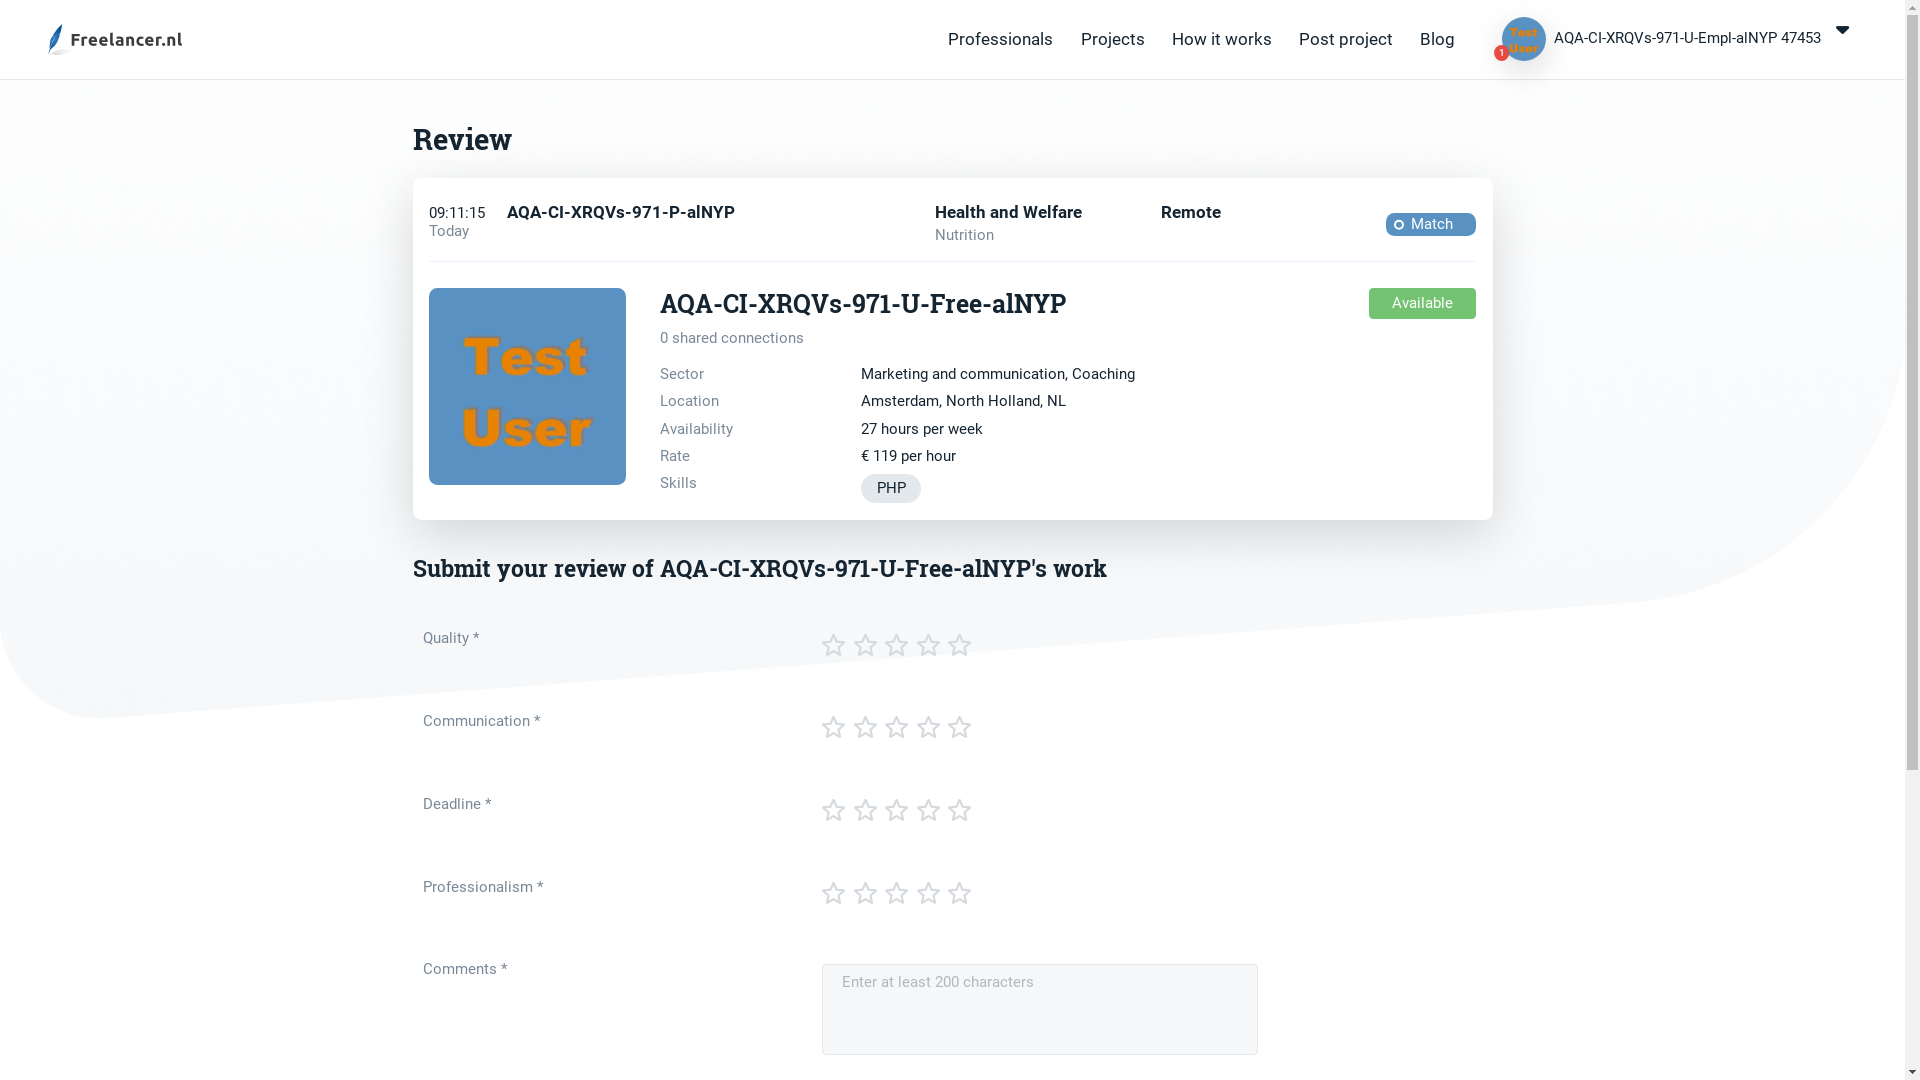 Freelancer.nl
Professionals Projects How it works Post project Blog
Test User
1
AQA-CI-XRQVs-971-U-Empl-alNYP 47453
Review
09:11:15 AQA-CI-XRQVs-971-P-alNYP Health and Welfare Remote
Today Nutrition
Match
Test
User
AQA-CI-XRQVs-971-U-Free-alNYP
Available
0 shared connections
Sector Marketing and communication, Coaching
Location Amsterdam, North Holland, NL
Availability 27 hours per week
Rate € 119 per hour
Skills PHP
Submit your review of AQA-CI-XRQVs-971-U-Free-alNYP's work
Quality *
Communication *
Deadline *
Professionalism *
Comments *
Enter at least 200 characters